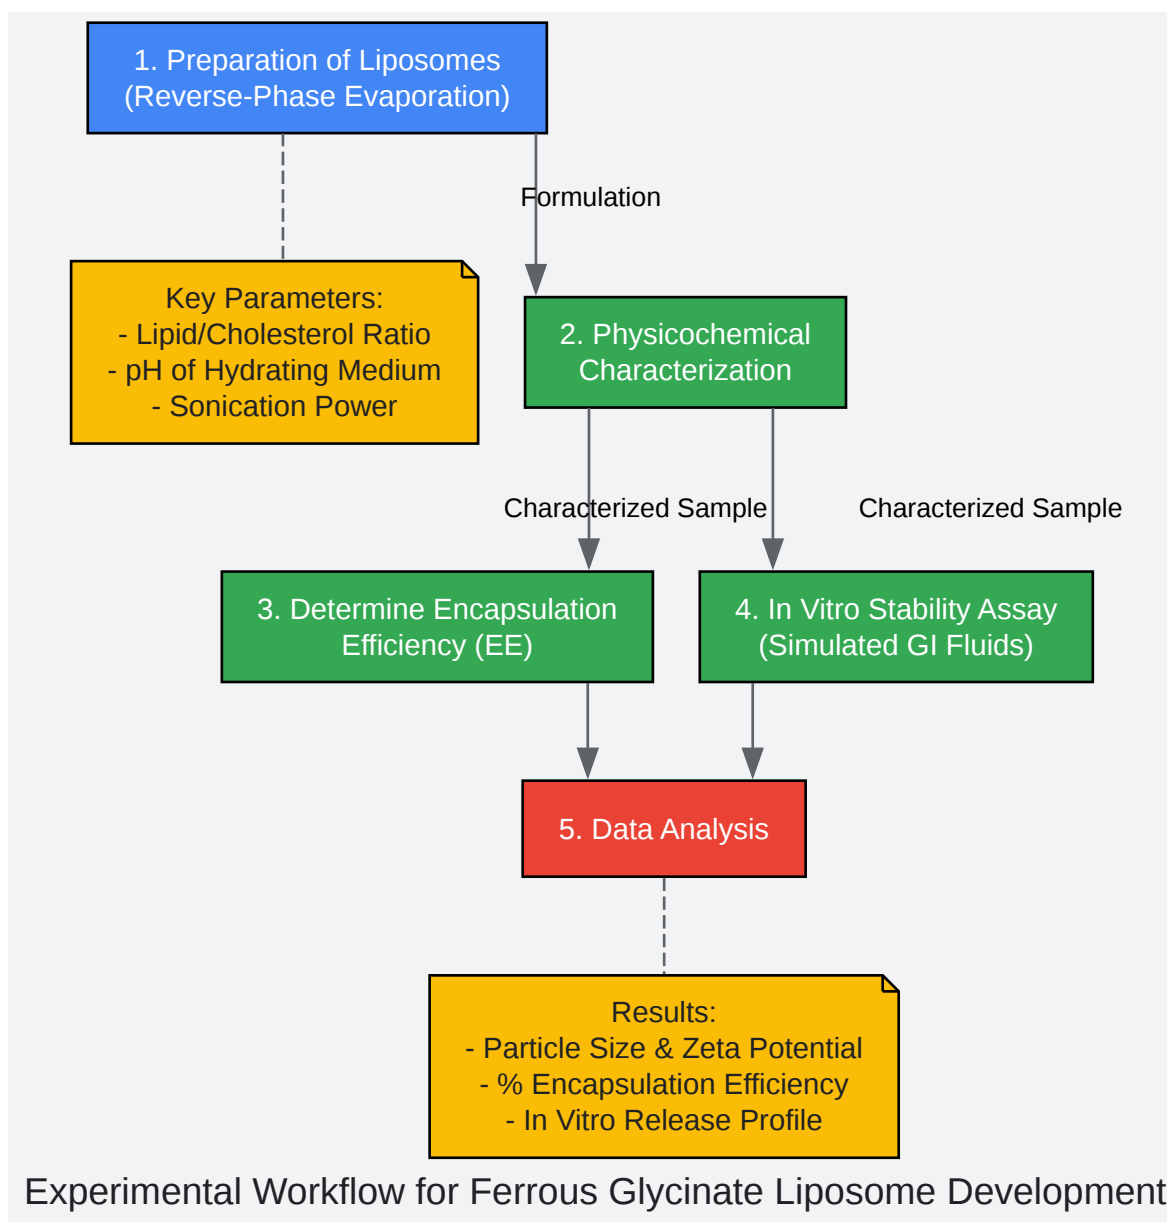 1. Preparation of Liposomes
(Reverse-Phase Evaporation)
Formulation
Key Parameters:
- Lipid/Cholesterol Ratio
- pH of Hydrating Medium
- Sonication Power
2. Physicochemical
Characterization
Characterized Sample
Characterized Sample
3. Determine Encapsulation
Efficiency (EE)
4. In Vitro Stability Assay
(Simulated GI Fluids)
5. Data Analysis
Results:
- Particle Size & Zeta Potential
- % Encapsulation Efficiency
- In Vitro Release Profile
Experimental Workflow for Ferrous Glycinate Liposome Development